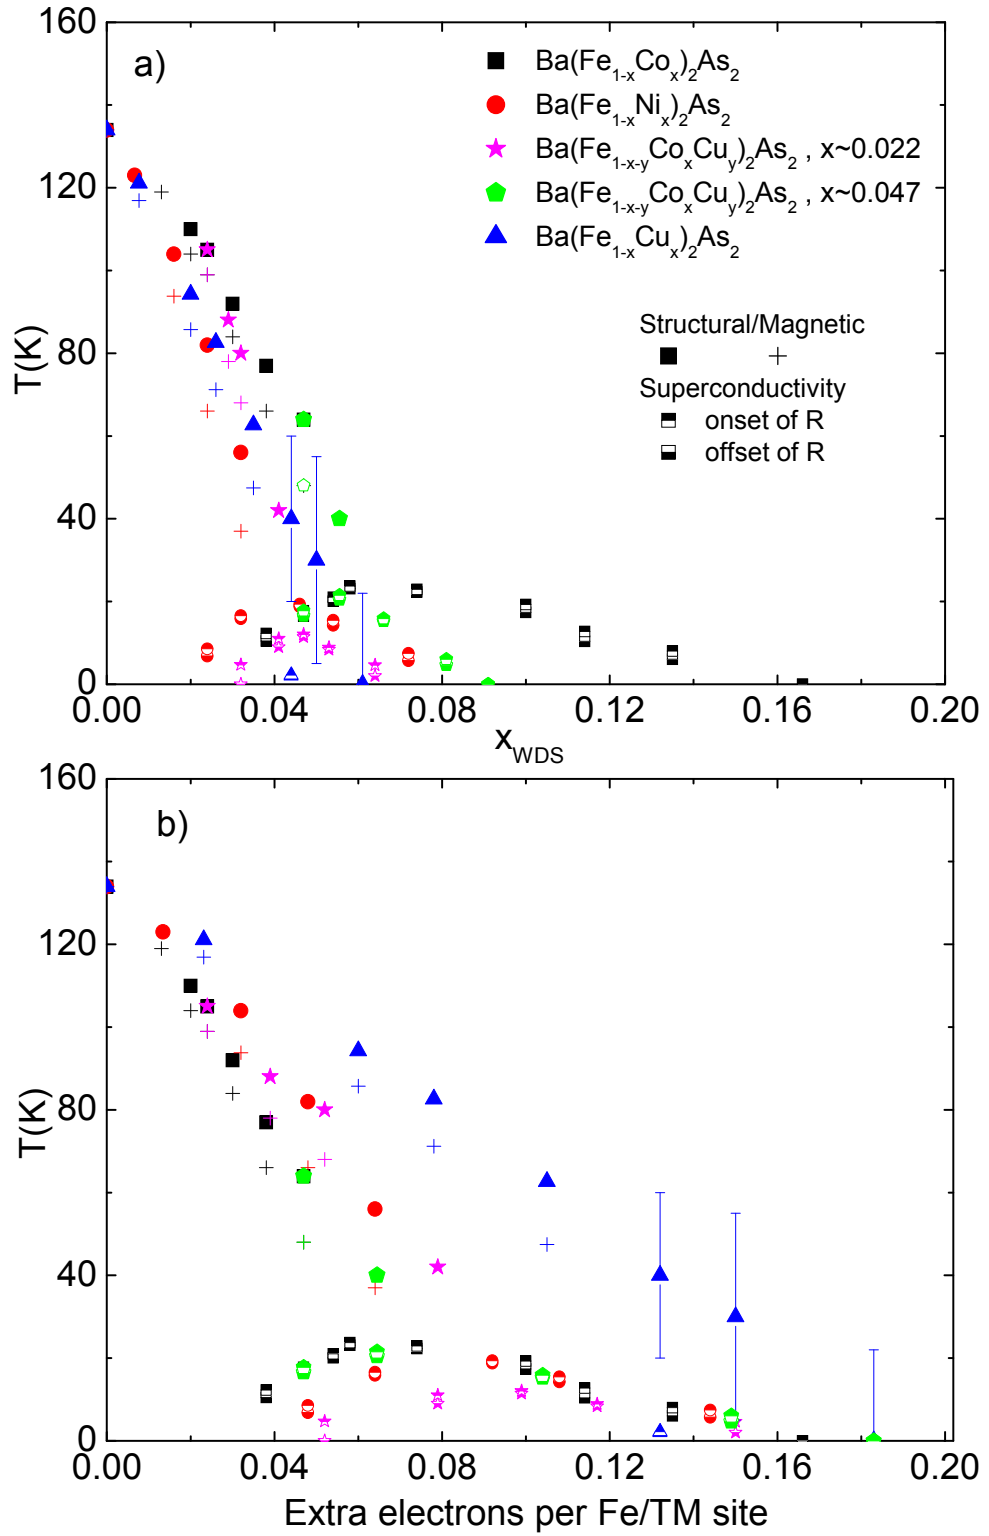 160
a)
Ba(Fe1-xCox)2As2
Ba(Fe1-xNix)2As2
Ba(Fe1-x-yCoxCuy)2As2 , x~0.022
Ba(Fe1-x-yCoxCuy)2As2 , x~0.047
Ba(Fe1-xCux)2As2
120
Structural/Magnetic
80
Superconductivity
onset of R
offset of R
T(K)
40
0
0.00 0.04 0.08 0.12 0.16 0.20
xWDS
160
b)
120
T(K)
80
40
0
0.00 0.04 0.08 0.12 0.16 0.20
Extra electrons per Fe/TM site